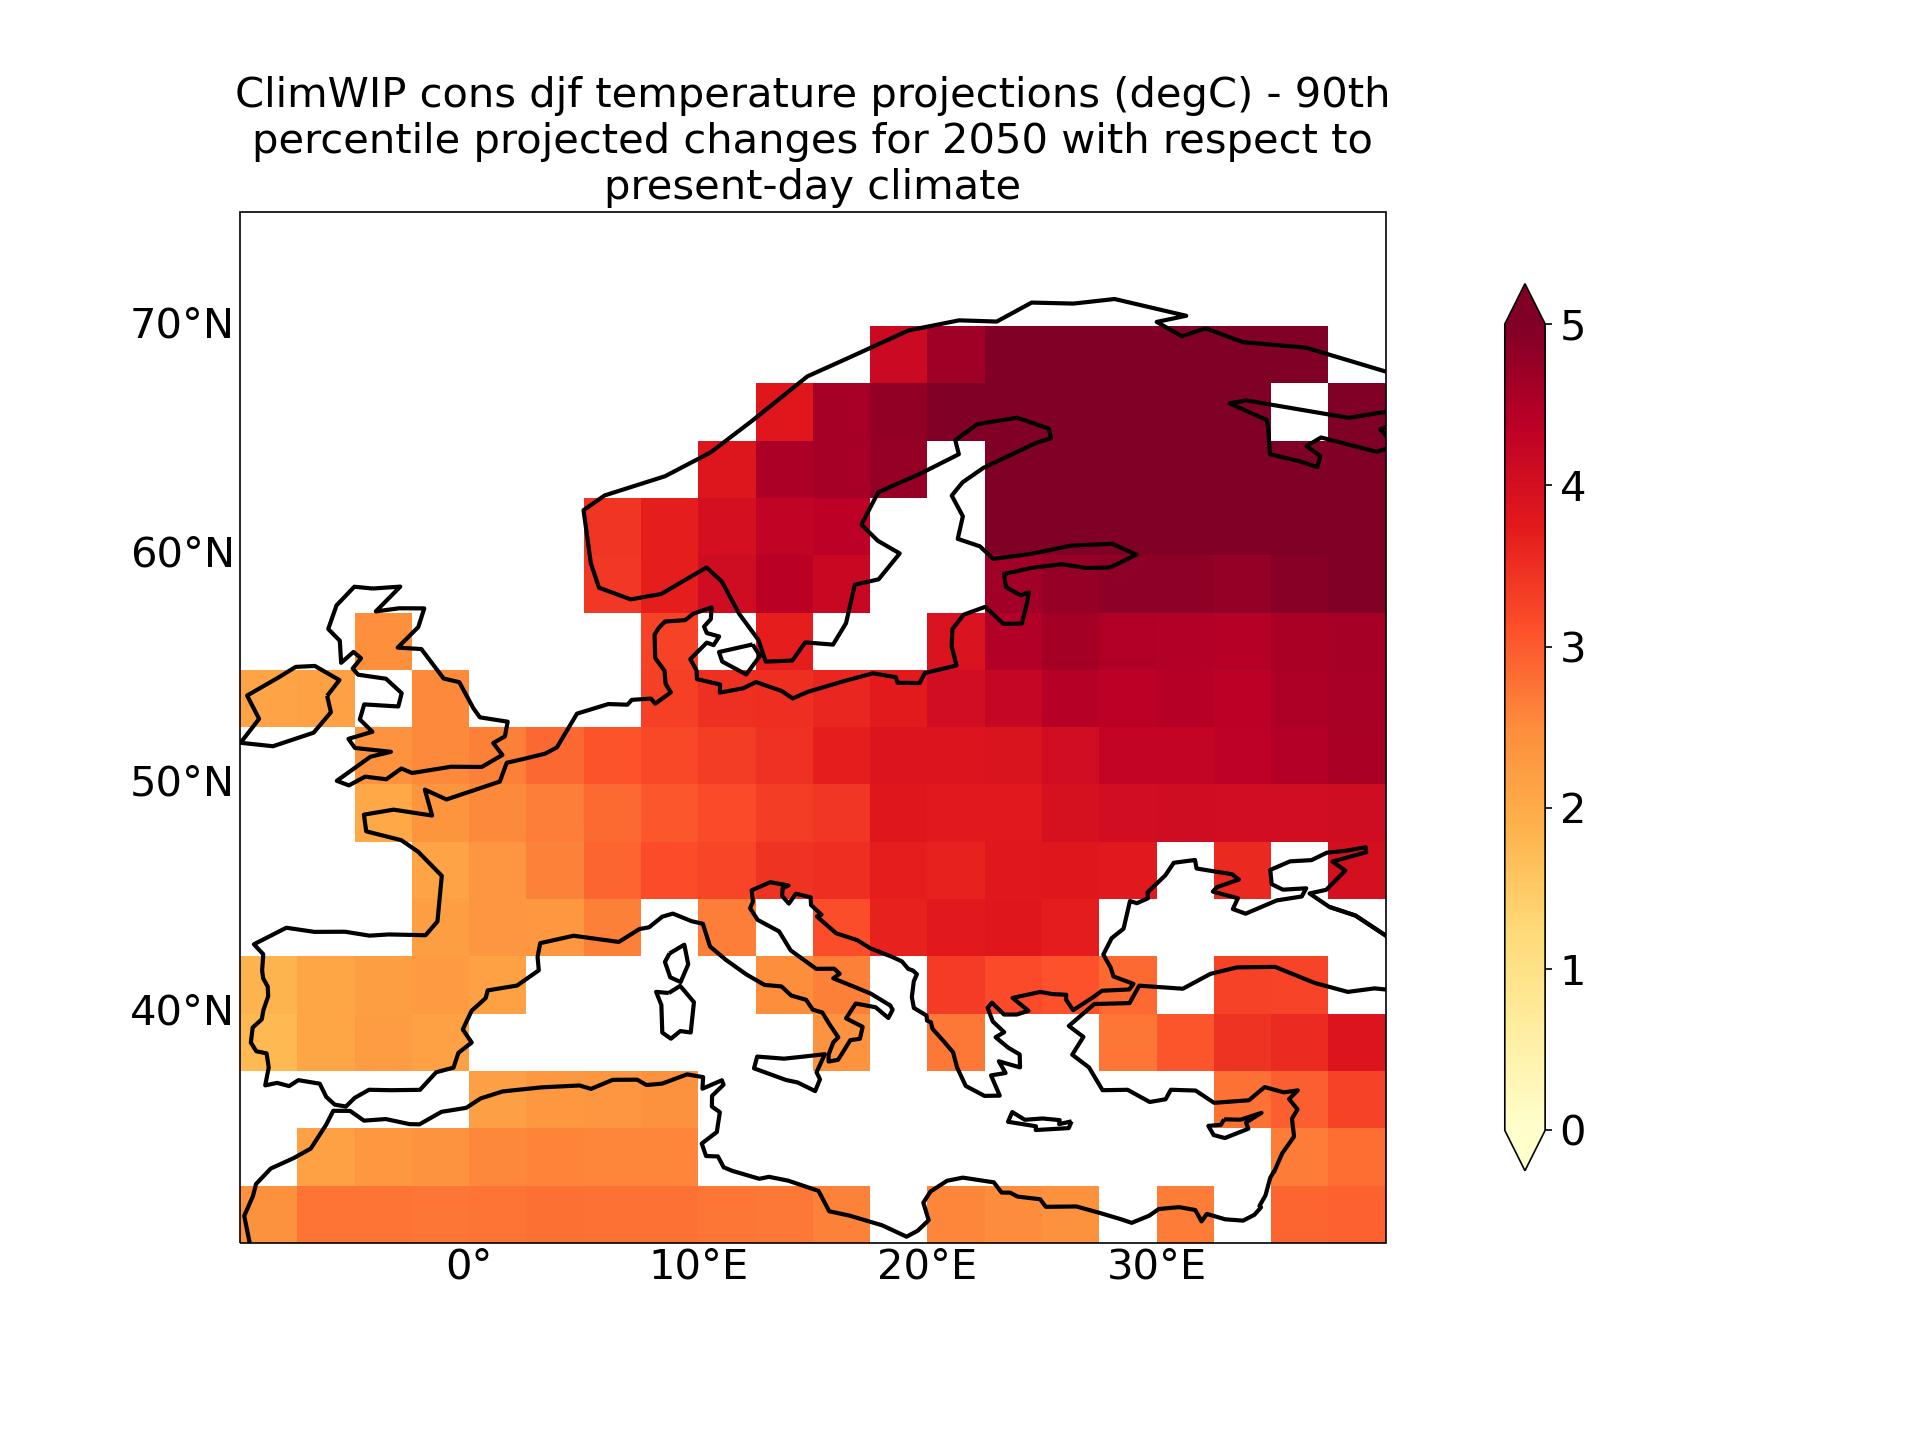 ClimWIP cons djf temperature projections (degC) - 90th
percentile projected changes for 2050 with respect to
present-day climate
70°N
60°N
50°N
40°N
0°
10°E
20°E
30°E
5
4
3
2
1
0